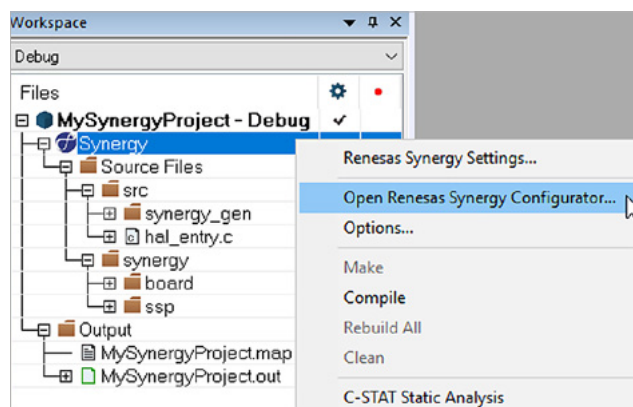 Workspace
Debug
Files
MySynergyProject - Debug
Synergy
Source Files
src
synergy_gen
hal_entry.c
synergy
board
ssp
Output
MySynergyProject.map
MySynergyProject.out
Renesas Synergy Settings...
Open Renesas Synergy Configurator...
Options...
Make
Compile
Rebuild All
Clean
C-STAT Static Analysis